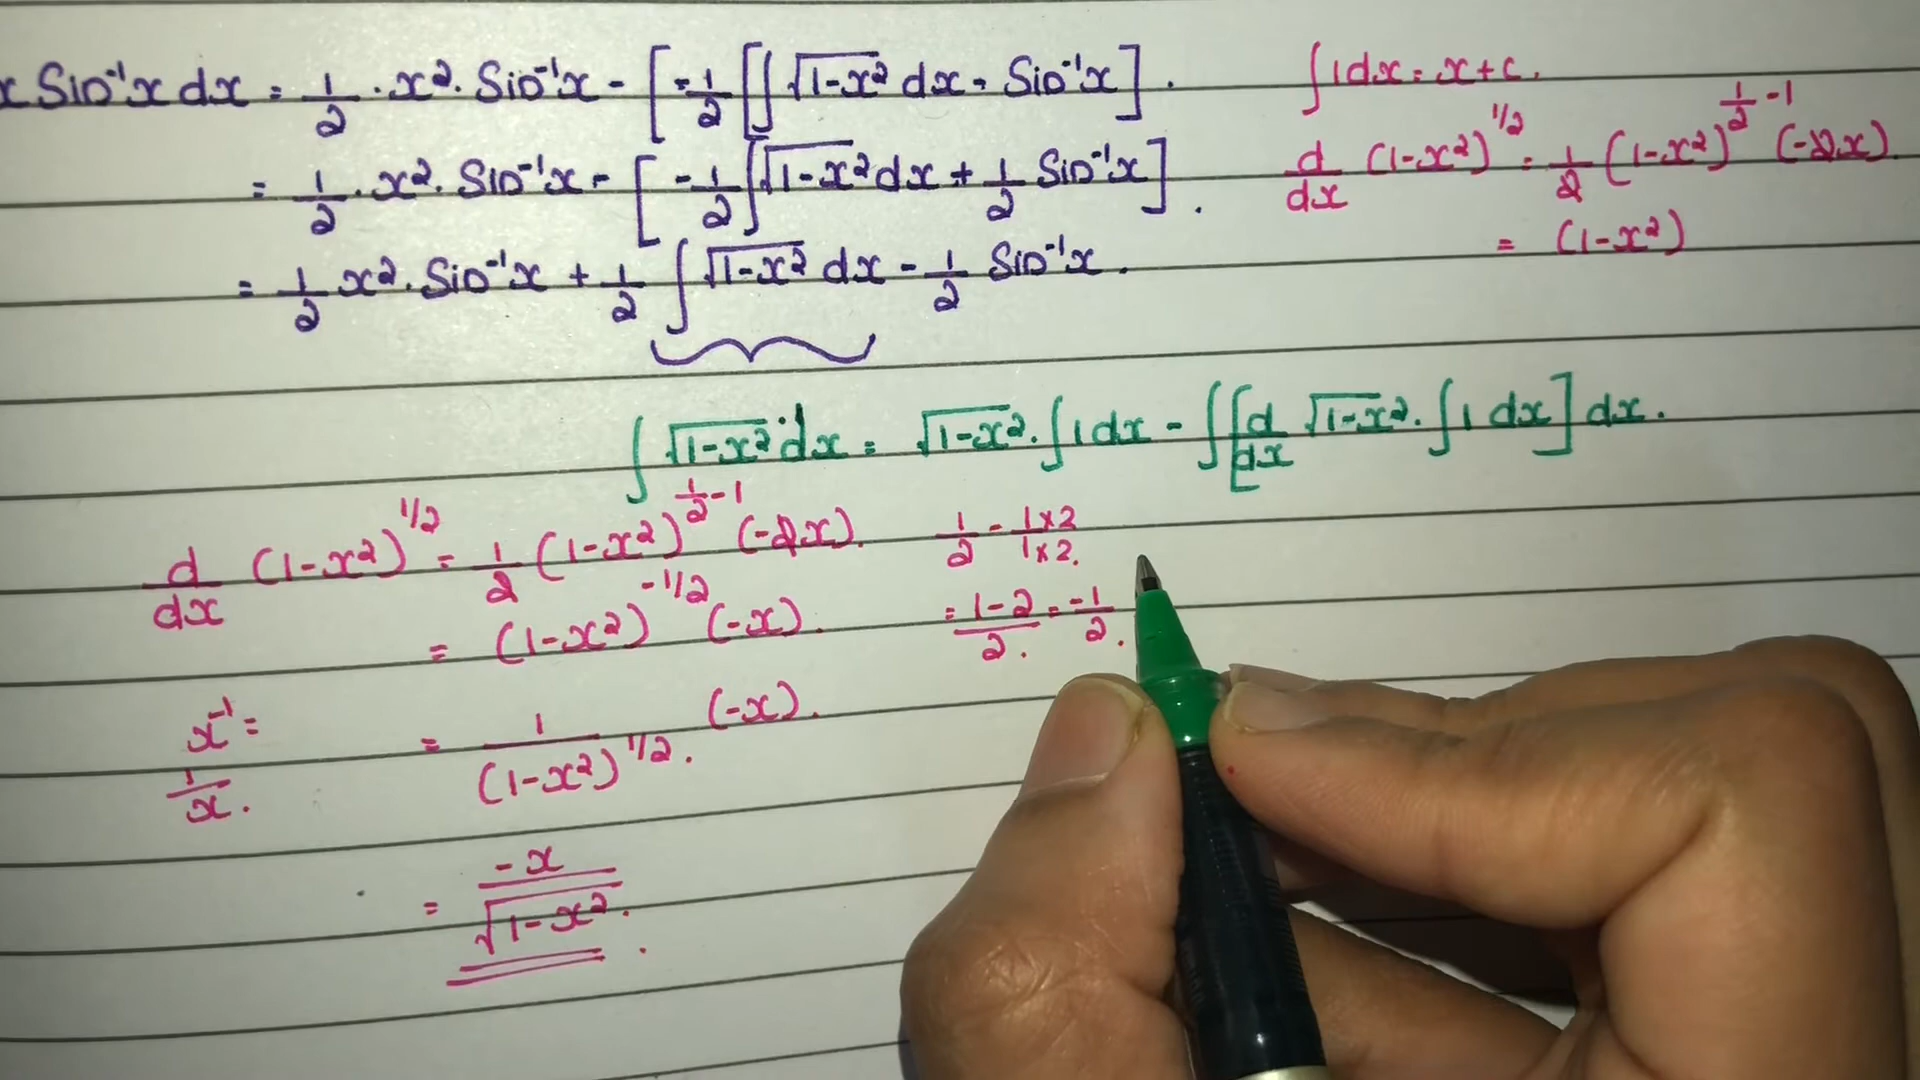 x Sin⁻¹x dx = 1/2 · x² · Sin⁻¹x - [-1/2 [∫ √1-x² dx - Sin⁻¹x] .
= 1/2 · x² · Sin⁻¹x - [-1/2 ∫ √1-x² dx + 1/2 Sin⁻¹x] .
= 1/2 x² · Sin⁻¹x + 1/2 ∫ √1-x² dx - 1/2 Sin⁻¹x .
∫ 1 dx = x + c .
d/dx (1-x²)^1/2 = 1/2 (1-x²)^1/2 -1 (-2x)
= (1-x²)
∫ √1-x² dx = √1-x² · ∫ 1 dx - ∫ [d/dx √1-x² · ∫ 1 dx] dx .
d/dx (1-x²)^1/2 = 1/2 (1-x²)^1/2 -1 (-2x) .
= (1-x²)^-1/2 (-x) .
1/2 - 1×2/1×2 .
= 1-2/2 . = -1/2 .
x⁻¹ =
1/x .
= 1/(1-x²)^1/2 . (-x) .
= -x/√1-x² .